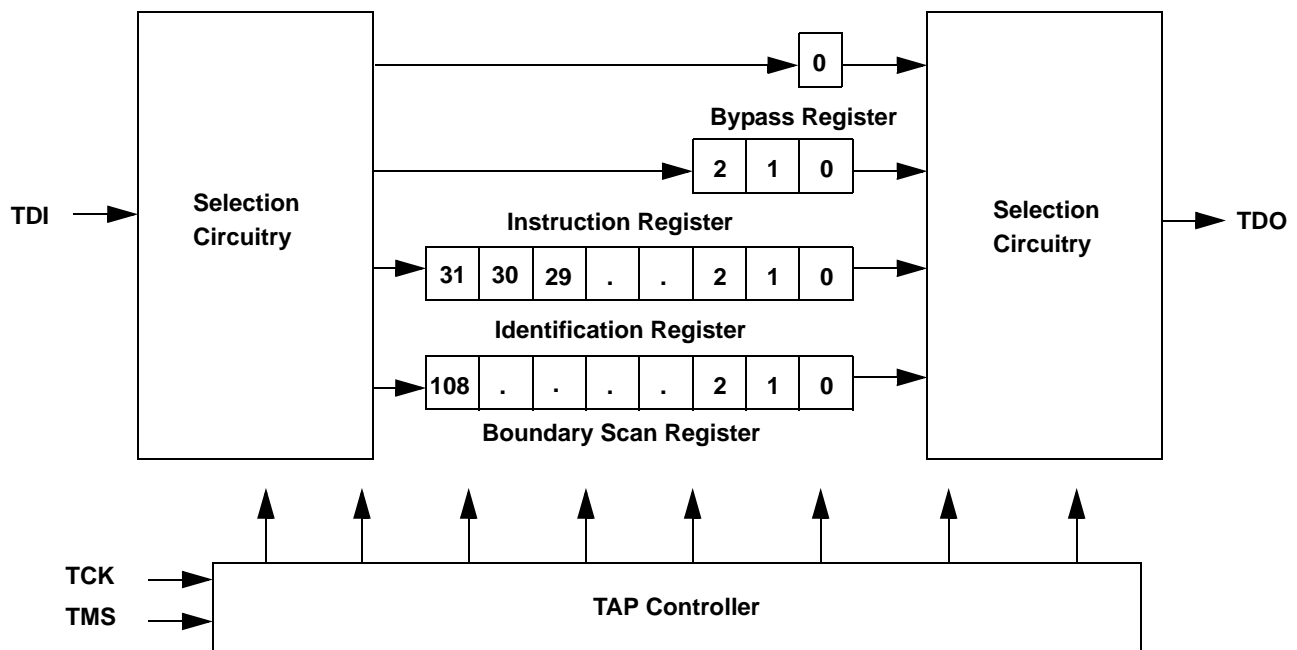 0
Bypass Register
2 1 0
TDI
Selection
Circuitry
Instruction Register
Selection
Circuitry
TDO
31 30 29 . . 2 1 0
Identification Register
108 . . . . 2 1 0
Boundary Scan Register
TCK
TMS
TAP Controller